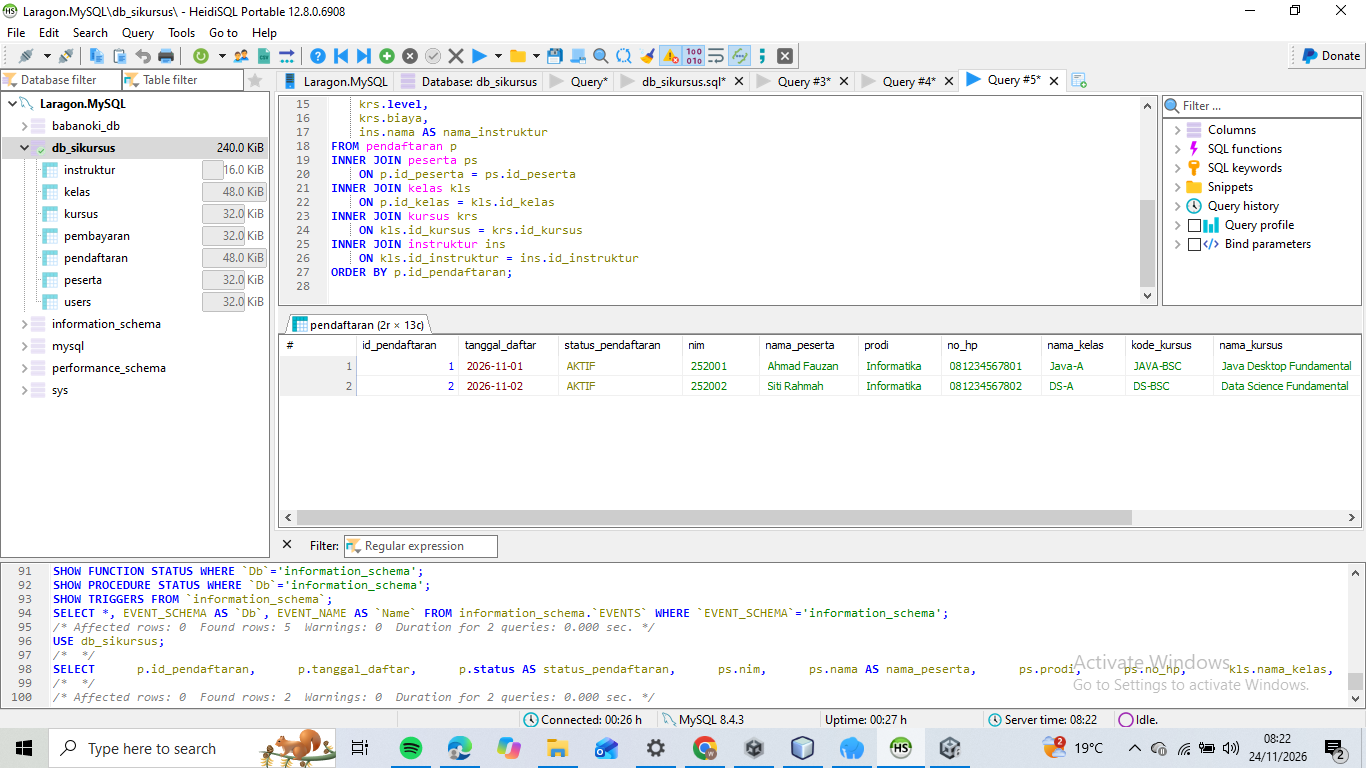 Laragon.MySQL\db_sikursus\ - HeidiSQL Portable 12.8.0.6908
File Edit Search Query Tools Go to Help
Donate
Database filter
Table filter
Laragon.MySQL
Database: db_sikursus
Query*
db_sikursus.sql*
Query #3*
Query #4*
Query #5*
Laragon.MySQL
babanoki_db
db_sikursus 240.0 KiB
instruktur 16.0 KiB
kelas 48.0 KiB
kursus 32.0 KiB
pembayaran 32.0 KiB
pendaftaran 48.0 KiB
peserta 32.0 KiB
users 32.0 KiB
information_schema
mysql
performance_schema
sys
15 krs.level,
16 krs.biaya,
17 ins.nama AS nama_instruktur
18 FROM pendaftaran p
19 INNER JOIN peserta ps
20 ON p.id_peserta = ps.id_peserta
21 INNER JOIN kelas kls
22 ON p.id_kelas = kls.id_kelas
23 INNER JOIN kursus krs
24 ON kls.id_kursus = krs.id_kursus
25 INNER JOIN instruktur ins
26 ON kls.id_instruktur = ins.id_instruktur
27 ORDER BY p.id_pendaftaran;
28
Filter ...
Columns
SQL functions
SQL keywords
Snippets
Query history
Query profile
Bind parameters
pendaftaran (2r × 13c)
# id_pendaftaran tanggal_daftar status_pendaftaran nim nama_peserta prodi no_hp nama_kelas kode_kursus nama_kursus
1 1 2026-11-01 AKTIF 252001 Ahmad Fauzan Informatika 081234567801 Java-A JAVA-BSC Java Desktop Fundamental
2 2 2026-11-02 AKTIF 252002 Siti Rahmah Informatika 081234567802 DS-A DS-BSC Data Science Fundamental
Filter: Regular expression
91 SHOW FUNCTION STATUS WHERE `Db`='information_schema';
92 SHOW PROCEDURE STATUS WHERE `Db`='information_schema';
93 SHOW TRIGGERS FROM `information_schema`;
94 SELECT *, EVENT_SCHEMA AS `Db`, EVENT_NAME AS `Name` FROM information_schema.`EVENTS` WHERE `EVENT_SCHEMA`='information_schema';
95 /* Affected rows: 0 Found rows: 5 Warnings: 0 Duration for 2 queries: 0.000 sec. */
96 USE db_sikursus;
97 /* */
98 SELECT p.id_pendaftaran, p.tanggal_daftar, p.status AS status_pendaftaran, ps.nim, ps.nama AS nama_peserta, ps.prodi, ps.no_hp, kls.nama_kelas,
99 /* */
100 /* Affected rows: 0 Found rows: 2 Warnings: 0 Duration for 2 queries: 0.000 sec. */
Activate Windows
Go to Settings to activate Windows.
Connected: 00:26 h
MySQL 8.4.3
Uptime: 00:27 h
Server time: 08:22
Idle.
Type here to search
19°C
08:22
24/11/2026